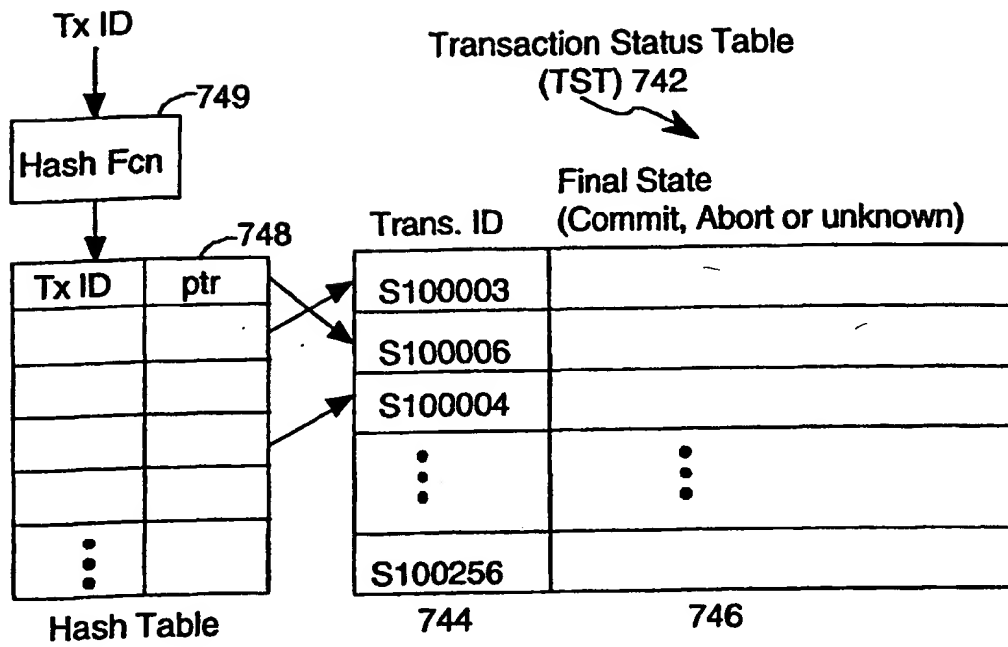 Tx ID
749
Hash Fcn
748
Tx ID ptr
Hash Table
Transaction Status Table
(TST) 742
Trans. ID
Final State
(Commit, Abort or unknown)
S100003
S100006
S100004
S100256
744
746